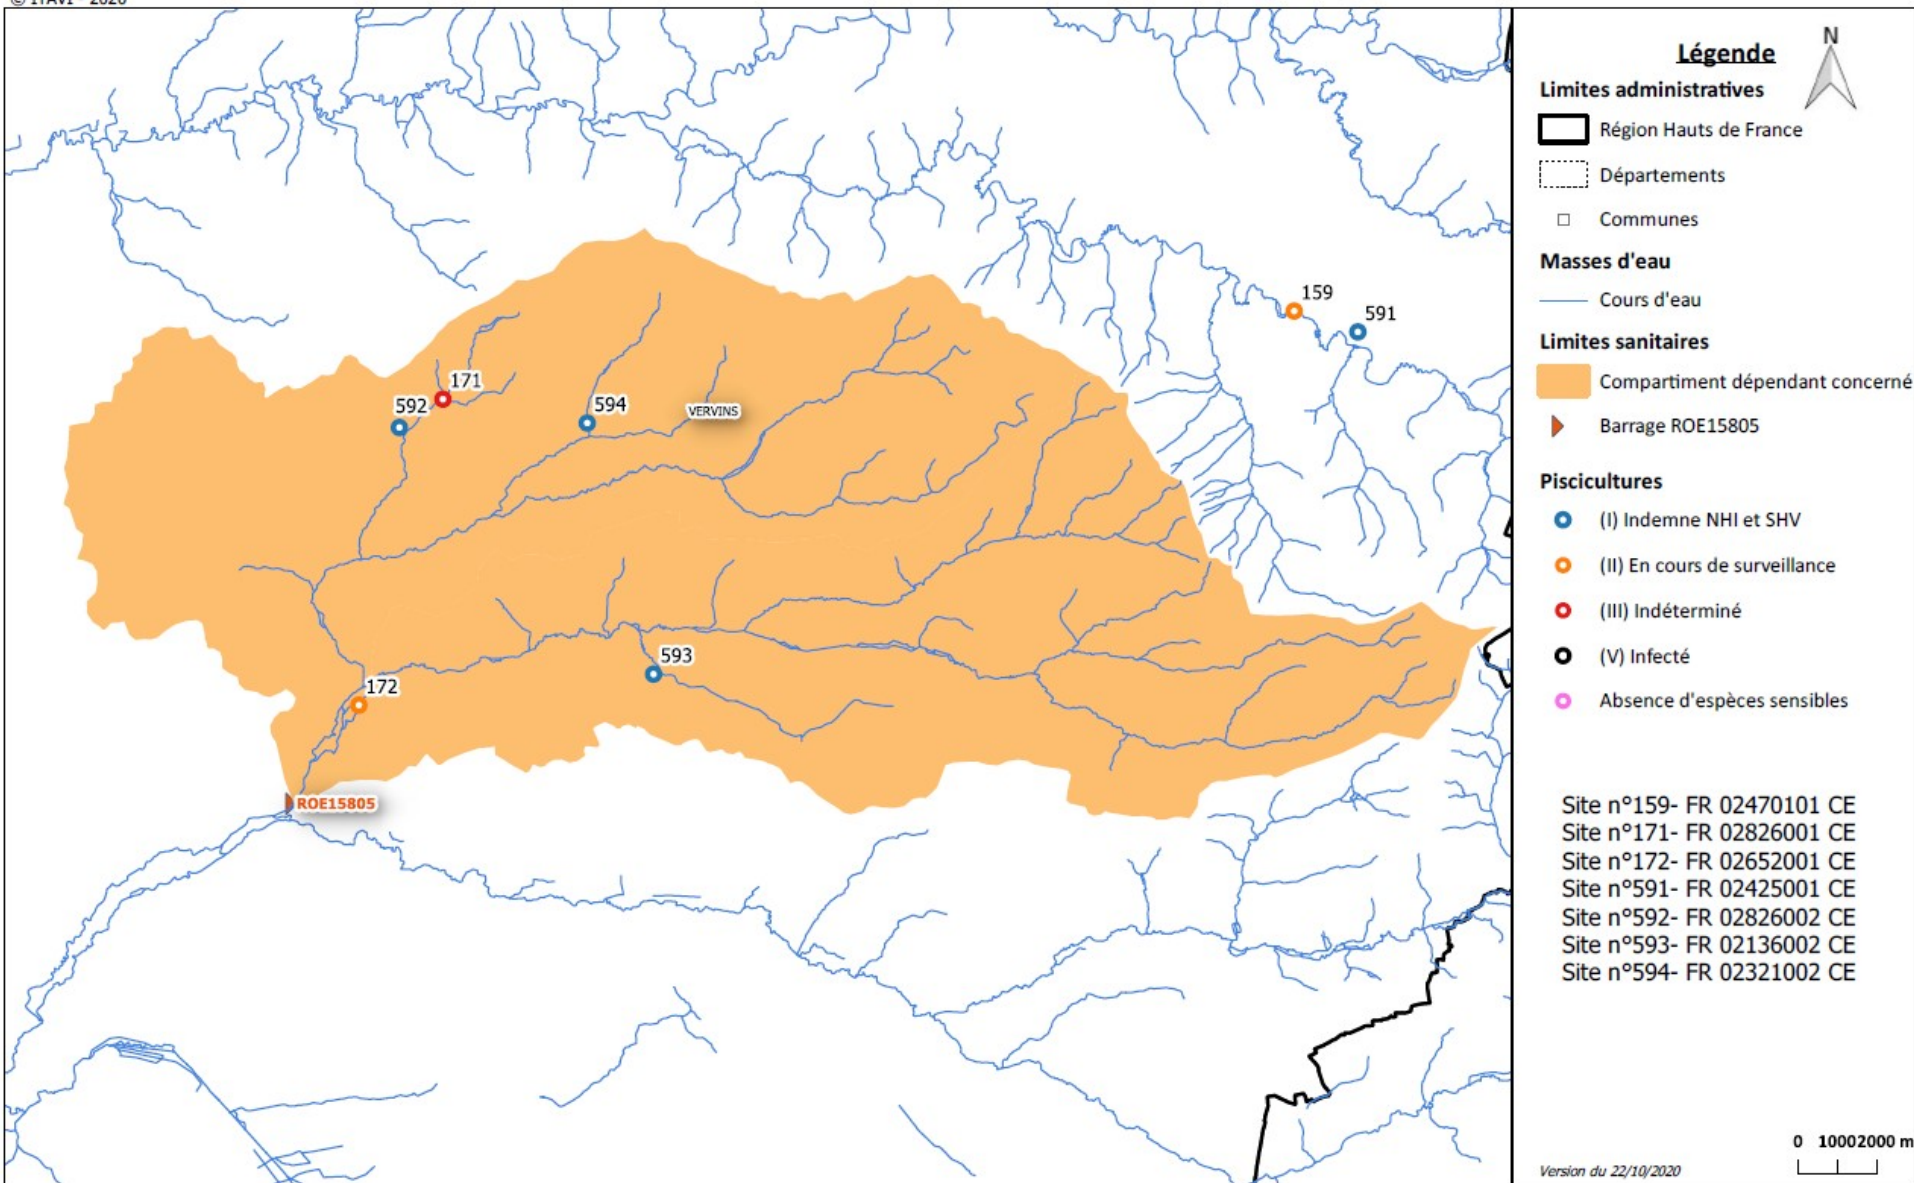 © ITAVI - 2020
159
591
171
592
594
VERVINS
593
172
ROE15805
N
Légende
Limites administratives
Région Hauts de France
Départements
Communes
Masses d'eau
Cours d'eau
Limites sanitaires
Compartiment dépendant concerné
Barrage ROE15805
Piscicultures
(I) Indemne NHI et SHV
(II) En cours de surveillance
(III) Indéterminé
(V) Infecté
Absence d'espèces sensibles
Site n°159- FR 02470101 CE
Site n°171- FR 02826001 CE
Site n°172- FR 02652001 CE
Site n°591- FR 02425001 CE
Site n°592- FR 02826002 CE
Site n°593- FR 02136002 CE
Site n°594- FR 02321002 CE
0 10002000 m
Version du 22/10/2020